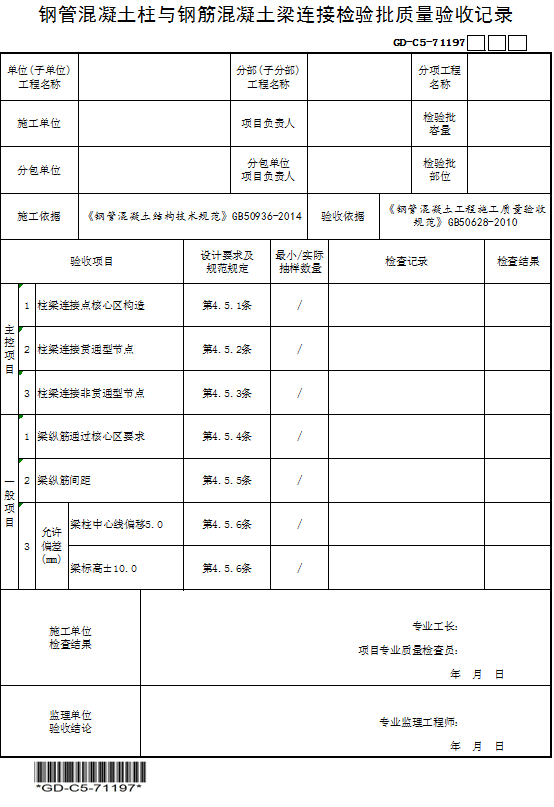 钢管混凝土柱与钢筋混凝土梁连接检验批质量验收记录
GD-C5-71197
单位(子单位)
工程名称
分部(子分部)
工程名称
分项工程
名称
施工单位
项目负责人
检验批
容量
分包单位
分包单位
项目负责人
检验批
部位
施工依据
《钢管混凝土结构技术规范》GB50936-2014
验收依据
《钢管混凝土工程施工质量验收
规范》GB50628-2010
验收项目
设计要求及
规范规定
最小/实际
抽样数量
检查记录
检查结果
主控项目
1
柱梁连接点核心区构造
第4.5.1条
/
2
柱梁连接贯通型节点
第4.5.2条
/
3
柱梁连接非贯通型节点
第4.5.3条
/
一般项目
1
梁纵筋通过核心区要求
第4.5.4条
/
2
梁纵筋间距
第4.5.5条
/
3
允许
偏差
(mm)
梁柱中心线偏移5.0
第4.5.6条
/
梁标高±10.0
第4.5.6条
/
施工单位
检查结果
专业工长:
项目专业质量检查员:
年 月 日
监理单位
验收结论
专业监理工程师:
年 月 日
*GD-C5-71197*